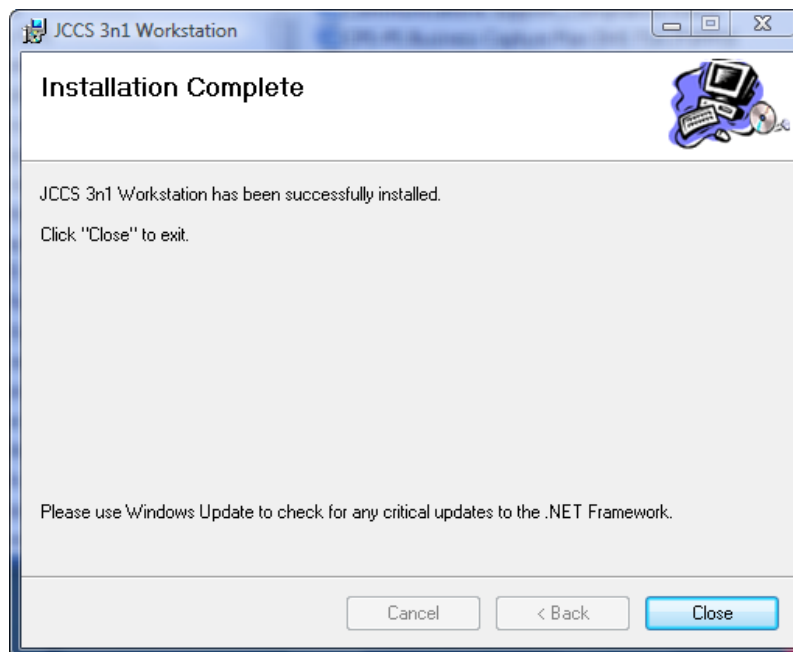 JCCS 3n1 Workstation
Installation Complete
JCCS 3n1 Workstation has been successfully installed.
Click "Close" to exit.
Please use Windows Update to check for any critical updates to the .NET Framework.
Cancel
< Back
Close